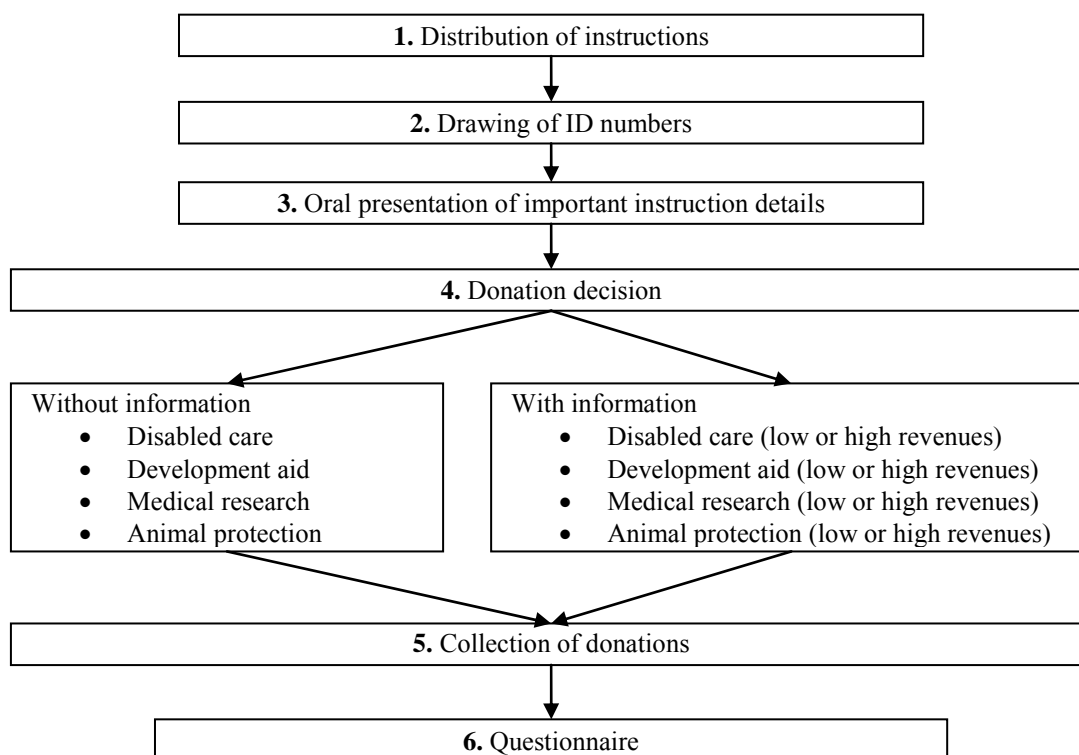 1. Distribution of instructions
2. Drawing of ID numbers
3. Oral presentation of important instruction details
4. Donation decision
Without information
• Disabled care
• Development aid
• Medical research
• Animal protection
With information
• Disabled care (low or high revenues)
• Development aid (low or high revenues)
• Medical research (low or high revenues)
• Animal protection (low or high revenues)
5. Collection of donations
6. Questionnaire